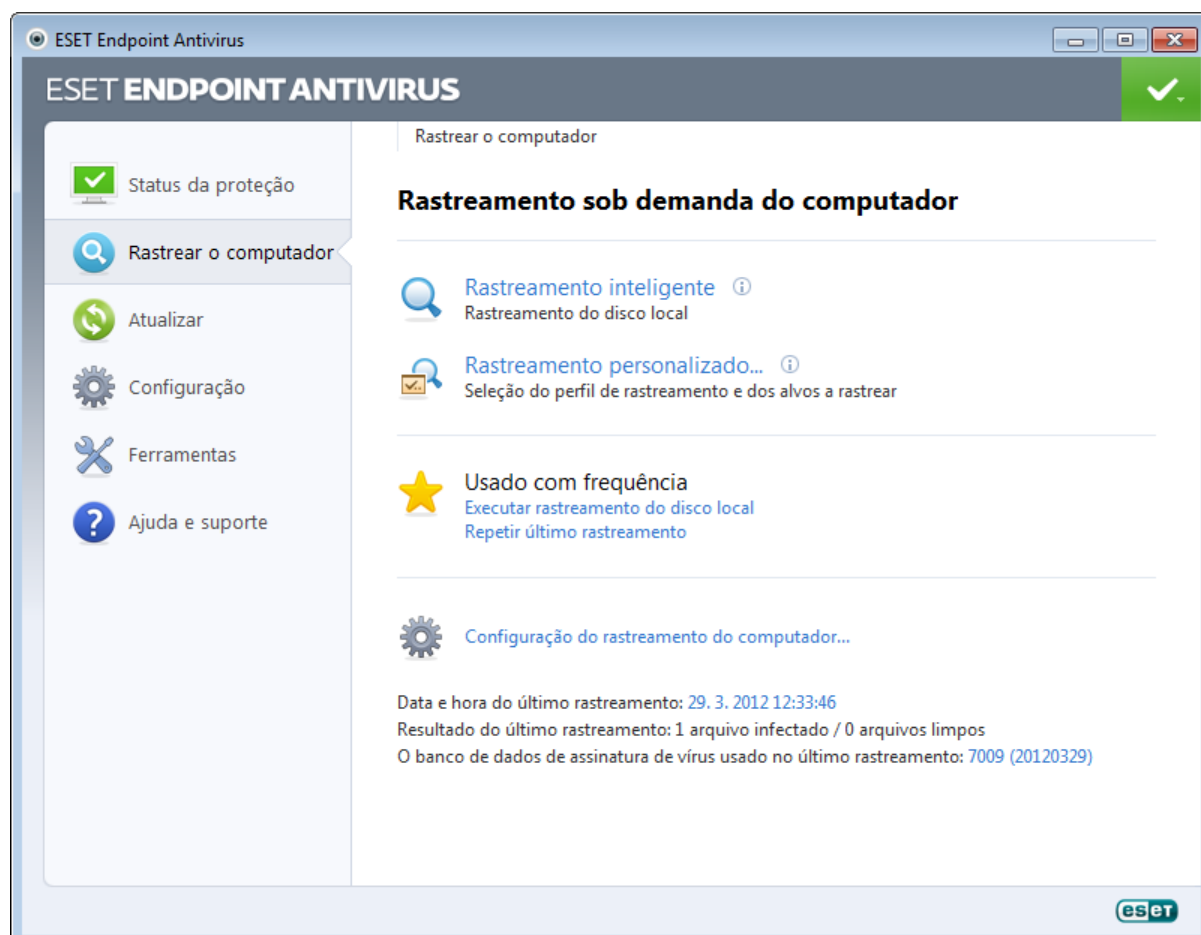 ESET Endpoint Antivirus
ESET ENDPOINT ANTIVIRUS
Status da proteção
Rastrear o computador
Atualizar
Configuração
Ferramentas
Ajuda e suporte
Rastrear o computador
Rastreamento sob demanda do computador
Rastreamento inteligente
Rastreamento do disco local
Rastreamento personalizado...
Seleção do perfil de rastreamento e dos alvos a rastrear
Usado com frequência
Executar rastreamento do disco local
Repetir último rastreamento
Configuração do rastreamento do computador...
Data e hora do último rastreamento: 29. 3. 2012 12:33:46
Resultado do último rastreamento: 1 arquivo infectado / 0 arquivos limpos
O banco de dados de assinatura de vírus usado no último rastreamento: 7009 (20120329)
eseT